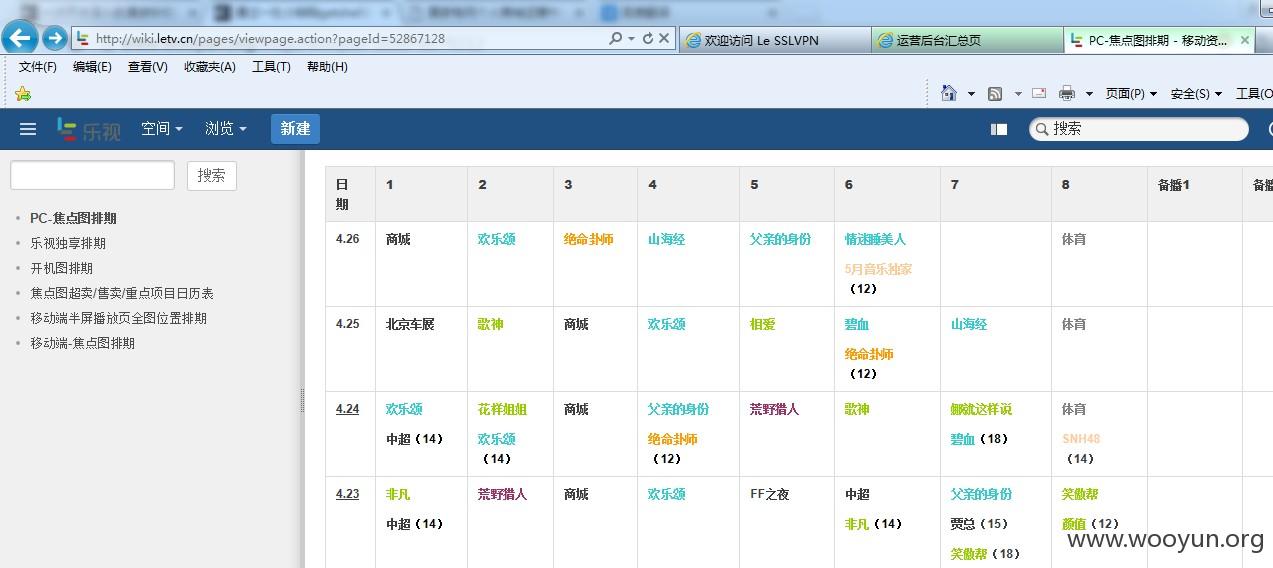 http://wiki.letv.cn/pages/viewpage.action?pageId=52867128
欢迎访问 Le SSLVPN
运营后台汇总页
PC-焦点图排期 - 移动资...
文件(F) 编辑(E) 查看(V) 收藏夹(A) 工具(T) 帮助(H)
页面(P) 安全(S) 工具(O
乐视 空间 浏览 新建 搜索
搜索
PC-焦点图排期
乐视独享排期
开机图排期
焦点图超卖/售卖/重点项目日历表
移动端半屏播放页全图位置排期
移动端-焦点图排期
日期 1 2 3 4 5 6 7 8 备播1 备播
4.26 商城 欢乐颂 绝命卦师 山海经 父亲的身份 情迷睡美人 体育
5月音乐独家
（12）
4.25 北京车展 歌神 商城 欢乐颂 相爱 碧血 山海经 体育
绝命卦师
（12）
4.24 欢乐颂 花样姐姐 商城 父亲的身份 荒野猎人 歌神 娜就这样说 体育
中超（14） 欢乐颂 绝命卦师 碧血（18） SNH48
（14） （12） （14）
4.23 非凡 荒野猎人 商城 欢乐颂 FF之夜 中超 父亲的身份 笑傲帮
中超（14） 非凡（14） 贾总（15） 颜值（12）
笑傲帮（18）
www.wooyun.org